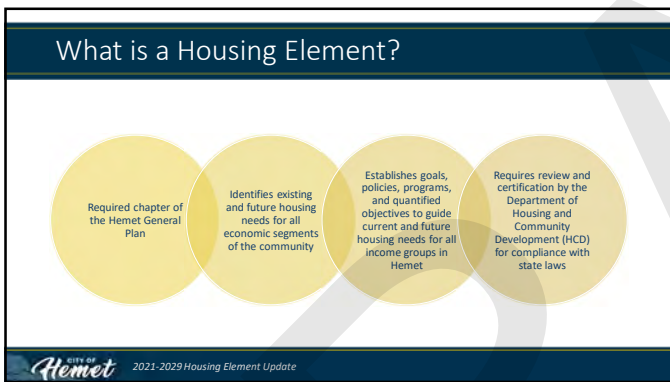 What is a Housing Element?
Required chapter of
the Hemet General
Plan
Identifies existing
and future housing
needs for all
economic segments
of the community
Establishes goals,
policies, programs,
and quantified
objectives to guide
current and future
housing needs for all
income groups in
Hemet
Requires review and
certification by the
Department of
Housing and
Community
Development (HCD)
for compliance with
state laws
CITY OF
Hemet
2021-2029 Housing Element Update